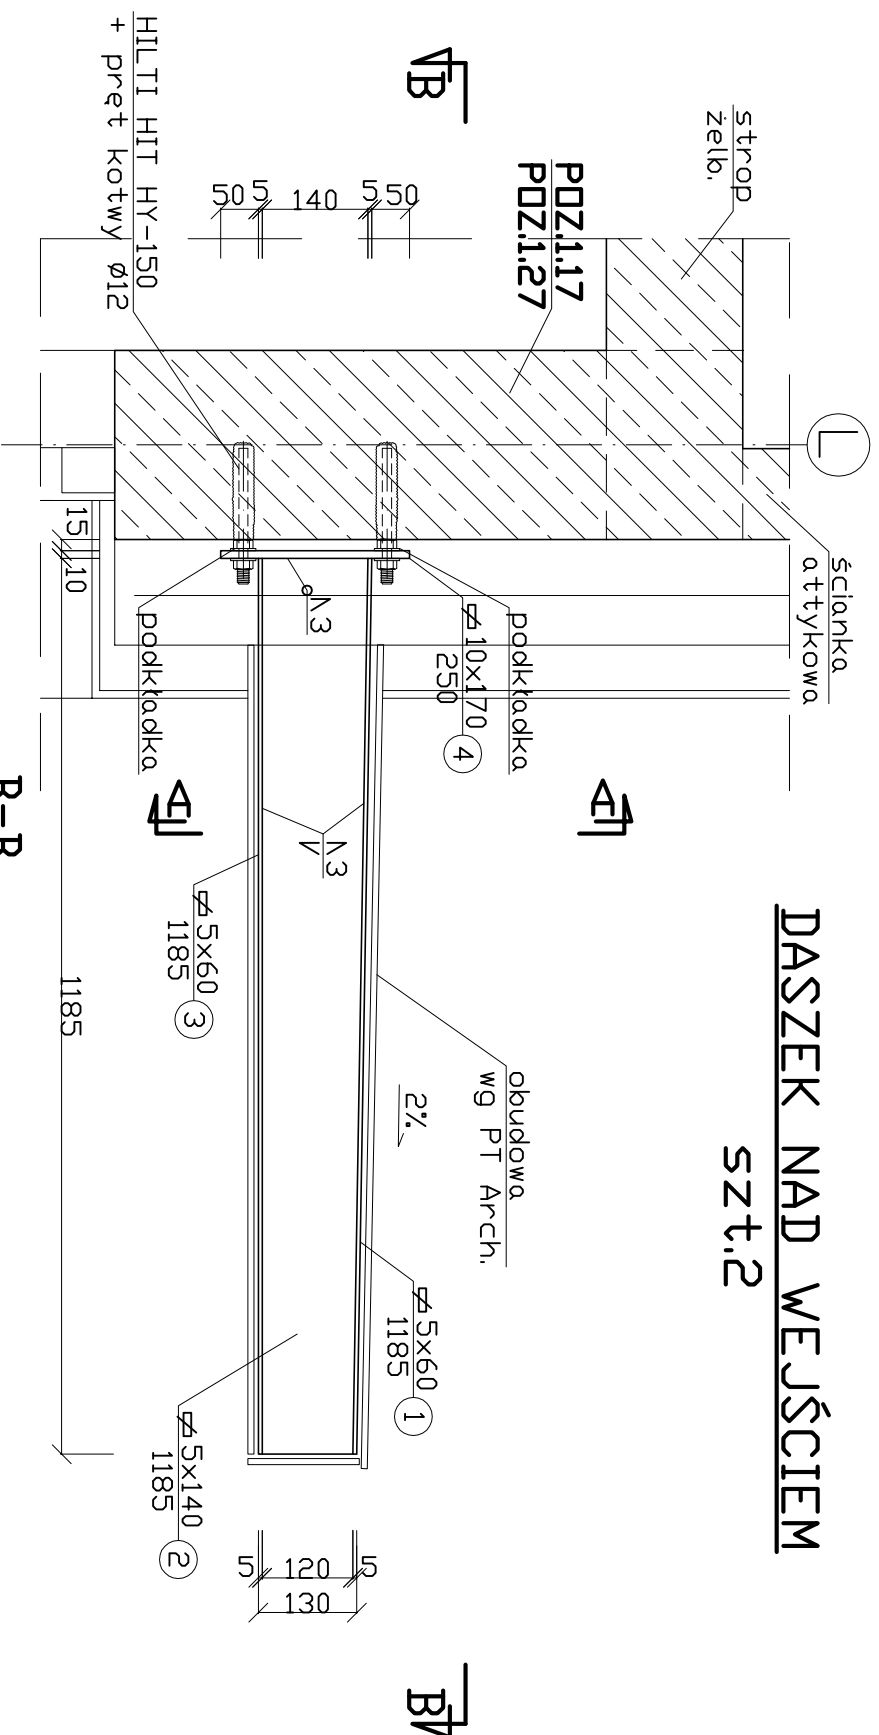 DASZEK NAD WEJŚCIEM
szt.2
L
strop
żelb.
ścianka
attykowa
POZ.1.17
POZ.1.27
B
B
50 5 140 5 50
HILTI HIT HY-150
+ pręt kotwy Ø12
podkładka
10x170
250
4
podkładka
3
A
A
3
obudowa
wg PT Arch.
2%
5x60
1185
1
5x60
1185
3
5x140
1185
2
5 120 5
130
15
10
1185
B-B